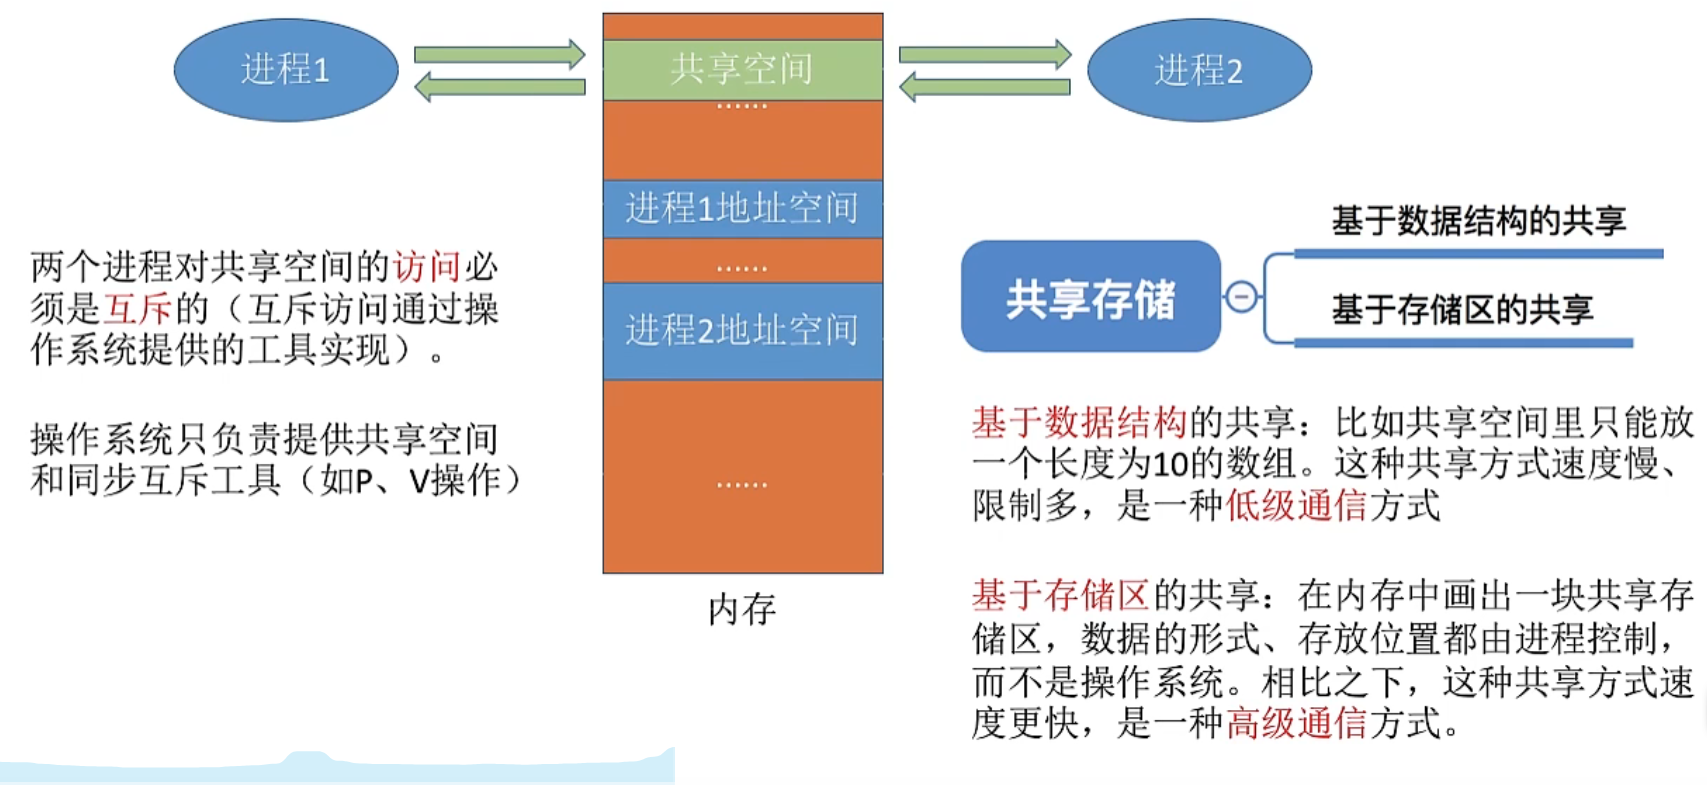 进程1
共享空间
进程2
……
进程1地址空间
……
进程2地址空间
……
内存
两个进程对共享空间的访问必
须是互斥的（互斥访问通过操
作系统提供的工具实现）。
操作系统只负责提供共享空间
和同步互斥工具（如P、V操作）
共享存储
基于数据结构的共享
基于存储区的共享
基于数据结构的共享：比如共享空间里只能放
一个长度为10的数组。这种共享方式速度慢、
限制多，是一种低级通信方式
基于存储区的共享：在内存中画出一块共享存
储区，数据的形式、存放位置都由进程控制，
而不是操作系统。相比之下，这种共享方式速
度更快，是一种高级通信方式。